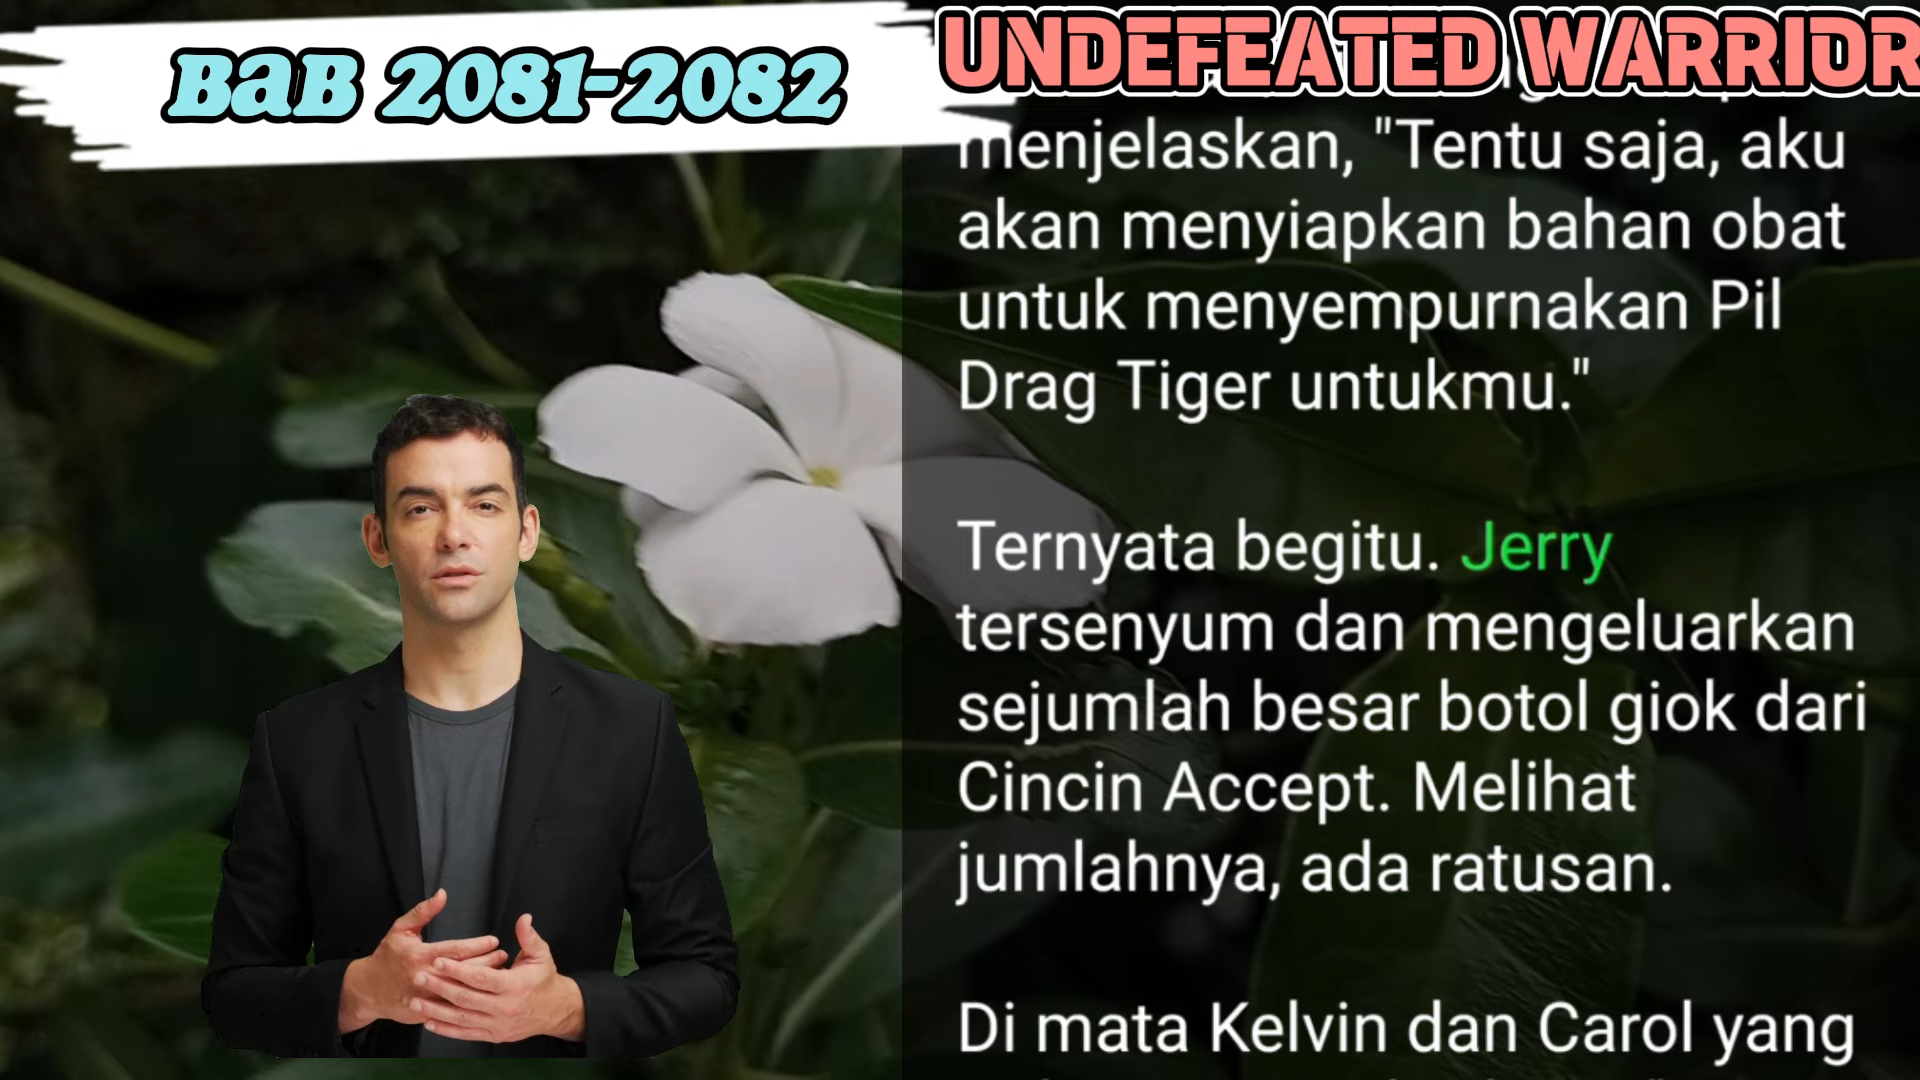 BAB 2081-2082
UNDEFEATED WARRIOR
menjelaskan, "Tentu saja, aku
akan menyiapkan bahan obat
untuk menyempurnakan Pil
Drag Tiger untukmu."
Ternyata begitu. Jerry
tersenyum dan mengeluarkan
sejumlah besar botol giok dari
Cincin Accept. Melihat
jumlahnya, ada ratusan.
Di mata Kelvin dan Carol yang